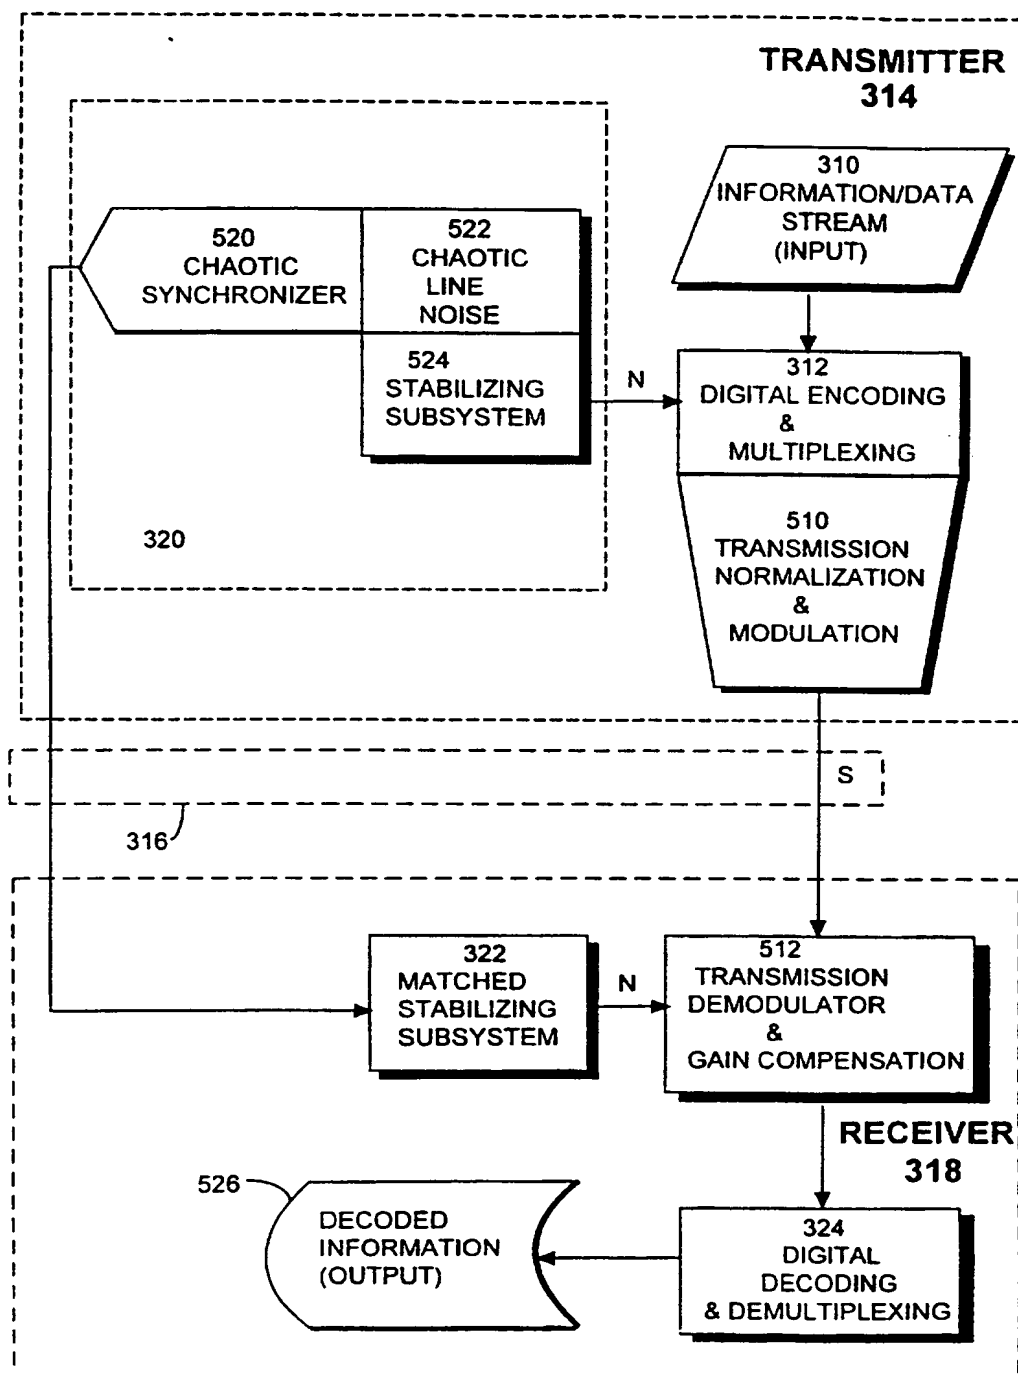 TRANSMITTER
314
310
INFORMATION/DATA
STREAM
(INPUT)
520
CHAOTIC
SYNCHRONIZER
522
CHAOTIC
LINE
NOISE
524
STABILIZING
SUBSYSTEM
N
312
DIGITAL ENCODING
&
MULTIPLEXING
320
510
TRANSMISSION
NORMALIZATION
&
MODULATION
S
316
322
MATCHED
STABILIZING
SUBSYSTEM
N
512
TRANSMISSION
DEMODULATOR
&
GAIN COMPENSATION
RECEIVER
318
526
DECODED
INFORMATION
(OUTPUT)
324
DIGITAL
DECODING
& DEMULTIPLEXING